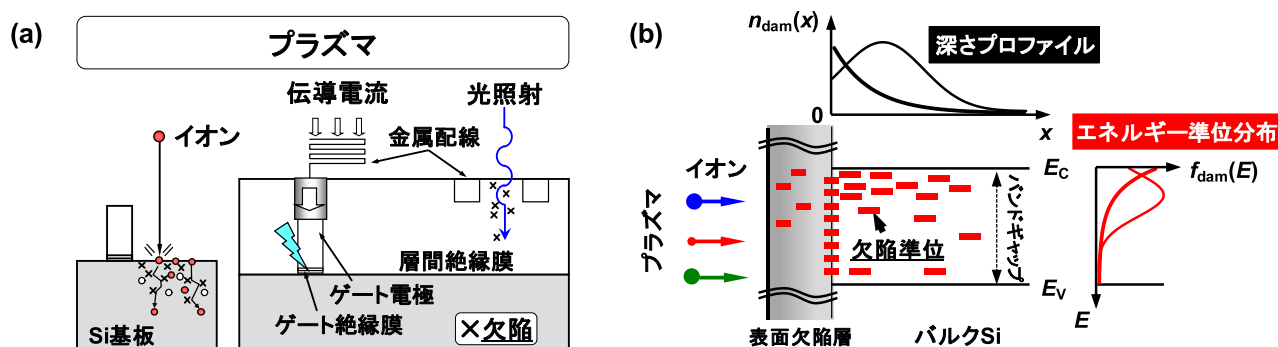 (a)
プラズマ
イオン
伝導電流
光照射
金属配線
層間絶縁膜
ゲート電極
ゲート絶縁膜
Si基板
×欠陥
(b)
n_dam(x)
深さプロファイル
0
x
エネルギー準位分布
イオン
プラズマ
E_C
f_dam(E)
バンドギャップ
欠陥準位
E_V
E
表面欠陥層
バルクSi